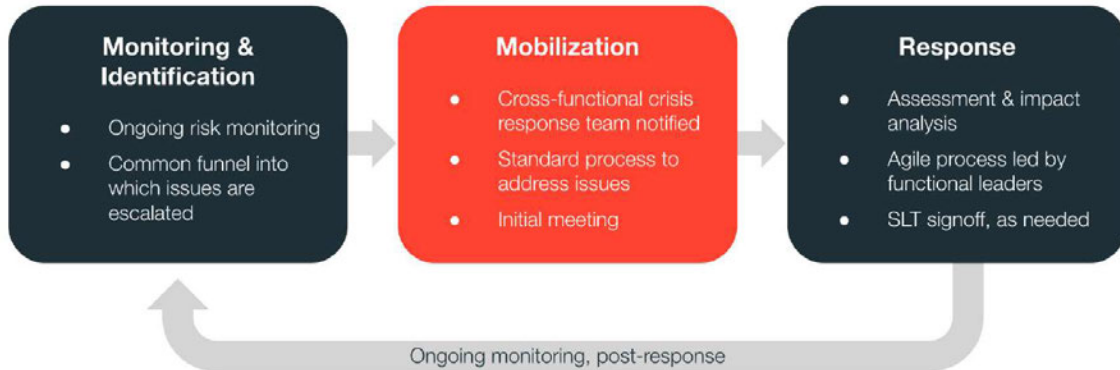 Monitoring &
Identification
● Ongoing risk monitoring
● Common funnel into
which issues are
escalated
Mobilization
● Cross-functional crisis
response team notified
● Standard process to
address issues
● Initial meeting
Response
● Assessment & impact
analysis
● Agile process led by
functional leaders
● SLT signoff, as needed
Ongoing monitoring, post-response